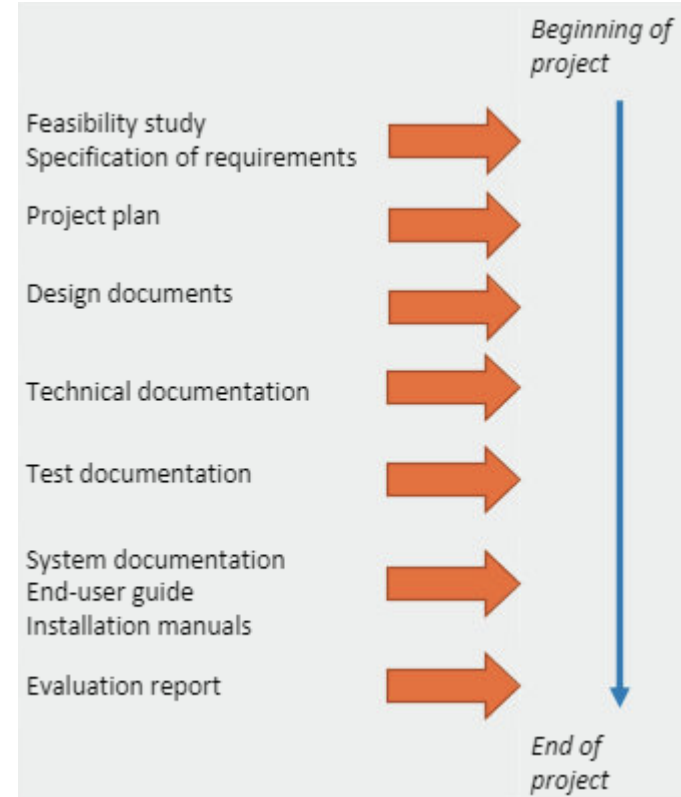 Beginning of
project
Feasibility study
Specification of requirements
Project plan
Design documents
Technical documentation
Test documentation
System documentation
End-user guide
Installation manuals
Evaluation report
End of
project